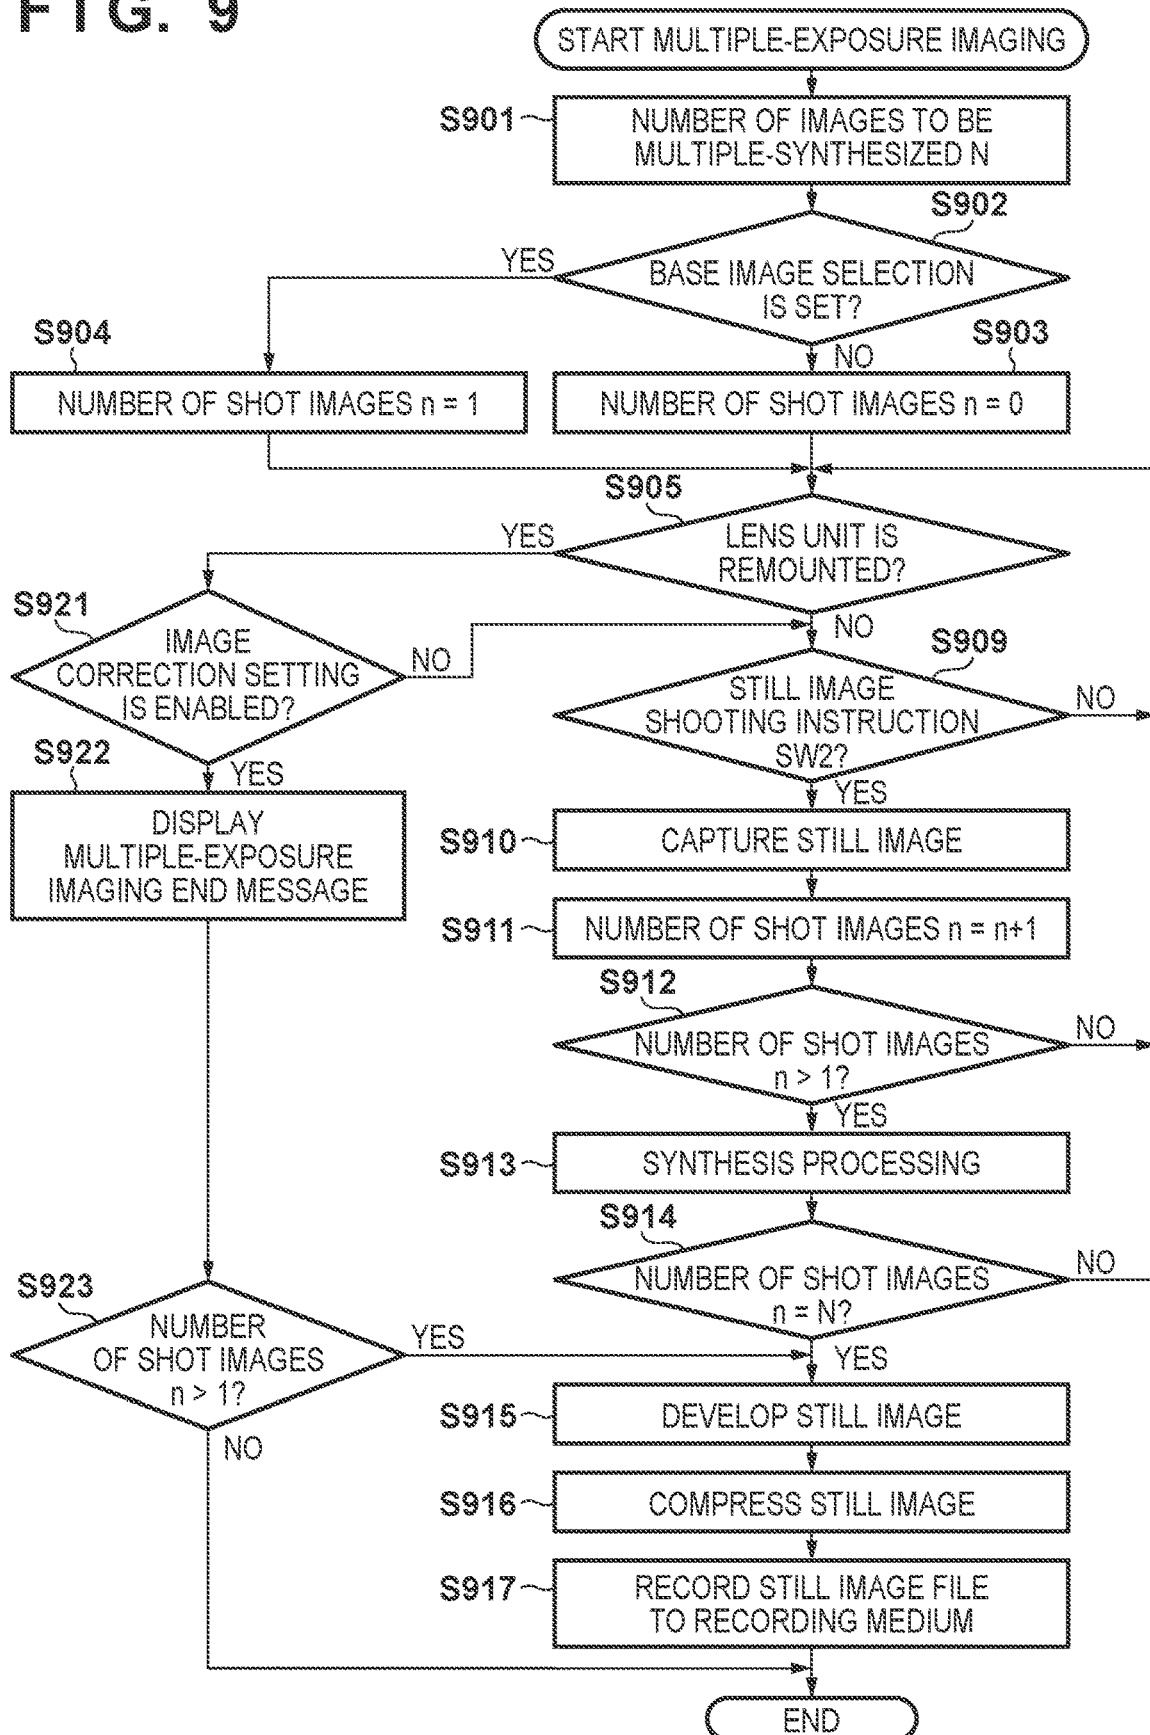 FIG. 9
START MULTIPLE-EXPOSURE IMAGING
S901
NUMBER OF IMAGES TO BE
MULTIPLE-SYNTHESIZED N
S902
BASE IMAGE SELECTION
IS SET?
YES
NO
S904
NUMBER OF SHOT IMAGES n = 1
S903
NUMBER OF SHOT IMAGES n = 0
S905
LENS UNIT IS
REMOUNTED?
YES
NO
S921
IMAGE
CORRECTION SETTING
IS ENABLED?
NO
YES
S909
STILL IMAGE
SHOOTING INSTRUCTION
SW2?
NO
YES
S922
DISPLAY
MULTIPLE-EXPOSURE
IMAGING END MESSAGE
S910
CAPTURE STILL IMAGE
S911
NUMBER OF SHOT IMAGES n = n+1
S912
NUMBER OF SHOT IMAGES
n > 1?
NO
YES
S913
SYNTHESIS PROCESSING
S914
NUMBER OF SHOT IMAGES
n = N?
NO
YES
S923
NUMBER
OF SHOT IMAGES
n > 1?
YES
NO
S915
DEVELOP STILL IMAGE
S916
COMPRESS STILL IMAGE
S917
RECORD STILL IMAGE FILE
TO RECORDING MEDIUM
END